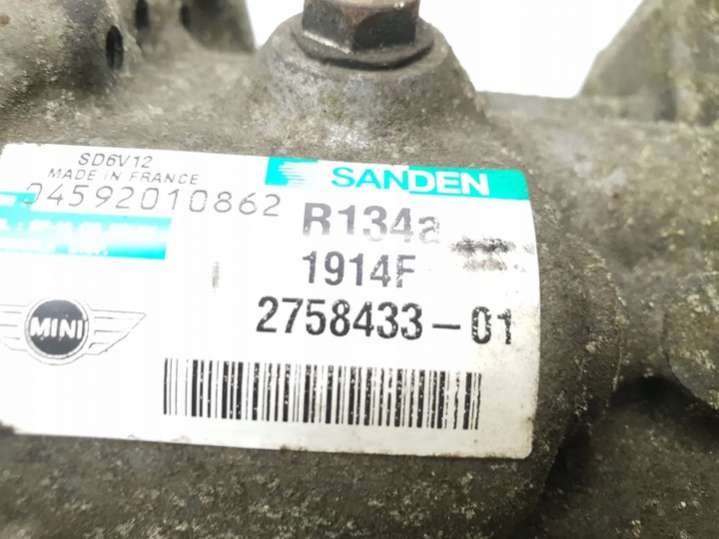 SD6V12
MADE IN FRANCE
SANDEN
04592010862
R134a
1914F
2758433-01
MINI